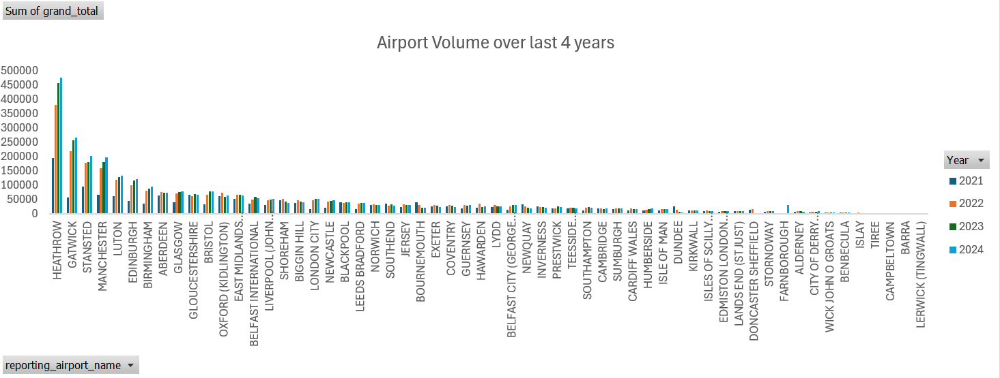 Sum of grand_total
Airport Volume over last 4 years
500000
450000
400000
350000
300000
250000
200000
150000
100000
50000
0
HEATHROW
GATWICK
STANSTED
MANCHESTER
LUTON
EDINBURGH
BIRMINGHAM
ABERDEEN
GLASGOW
GLOUCESTERSHIRE
BRISTOL
OXFORD (KIDLINGTON)
EAST MIDLANDS…
BELFAST INTERNATIONAL
LIVERPOOL (JOHN…
SHOREHAM
BIGGIN HILL
LONDON CITY
NEWCASTLE
BLACKPOOL
LEEDS BRADFORD
NORWICH
SOUTHEND
JERSEY
BOURNEMOUTH
EXETER
COVENTRY
GUERNSEY
HAWARDEN
LYDD
BELFAST CITY (GEORGE…
NEWQUAY
INVERNESS
PRESTWICK
TEESSIDE…
SOUTHAMPTON
CAMBRIDGE
SUMBURGH
CARDIFF WALES
HUMBERSIDE
ISLE OF MAN
DUNDEE
KIRKWALL
ISLES OF SCILLY…
EDMISTON LONDON…
LANDS END (ST JUST)
DONCASTER SHEFFIELD
STORNOWAY
FARNBOROUGH
ALDERNEY
CITY OF DERRY…
WICK JOHN O GROATS
BENBECULA
ISLAY
TIREE
CAMPBELTOWN
BARRA
LERWICK (TINGWALL)
Year
2021
2022
2023
2024
reporting_airport_name